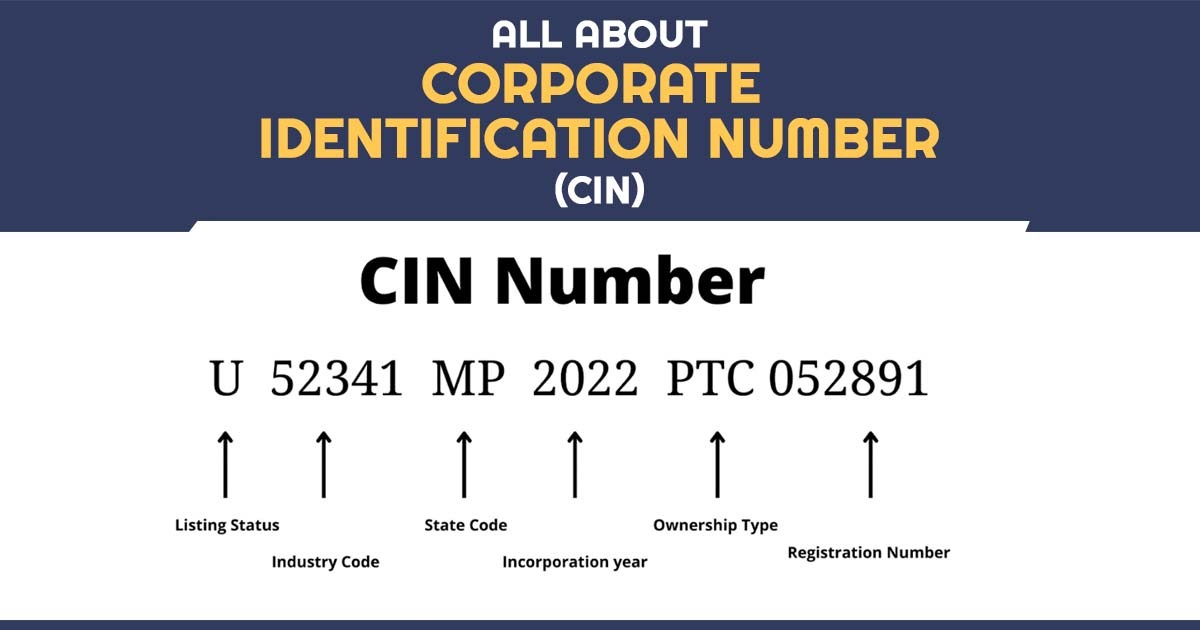 ALL ABOUT
CORPORATE
IDENTIFICATION NUMBER
(CIN)
CIN Number
U 52341 MP 2022 PTC 052891
Listing Status
State Code
Ownership Type
Registration Number
Industry Code
Incorporation year